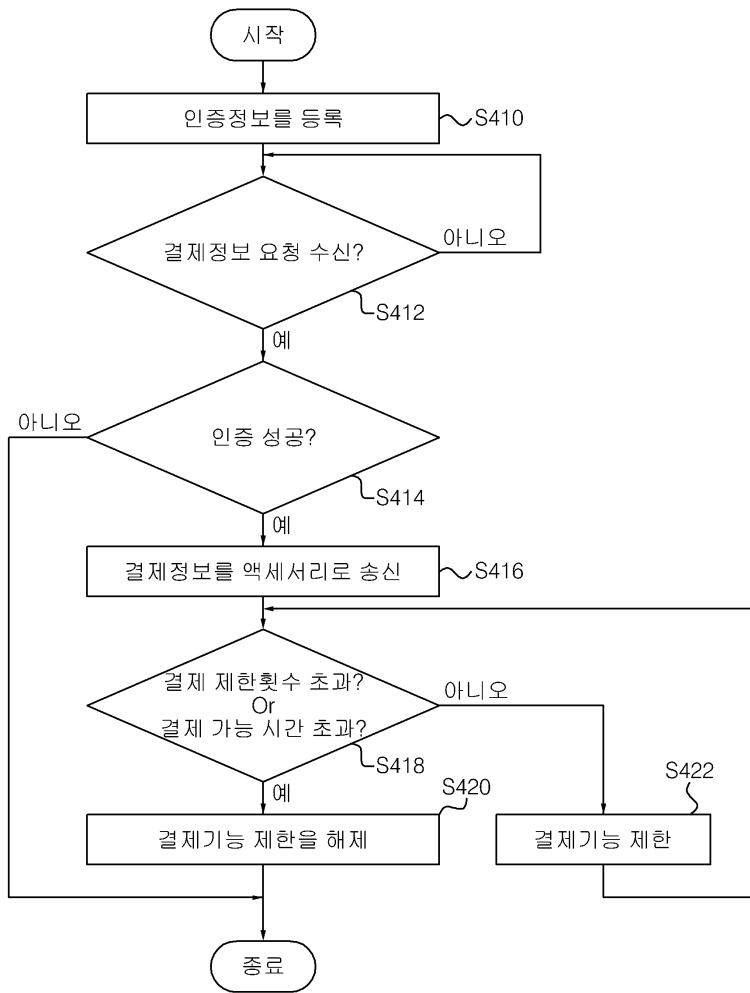 시작
인증정보를 등록
S410
결제정보 요청 수신?
아니오
S412
예
인증 성공?
아니오
S414
예
결제정보를 액세서리로 송신
S416
결제 제한횟수 초과?
Or
결제 가능 시간 초과?
아니오
S418
예
S420
결제기능 제한을 해제
S422
결제기능 제한
종료